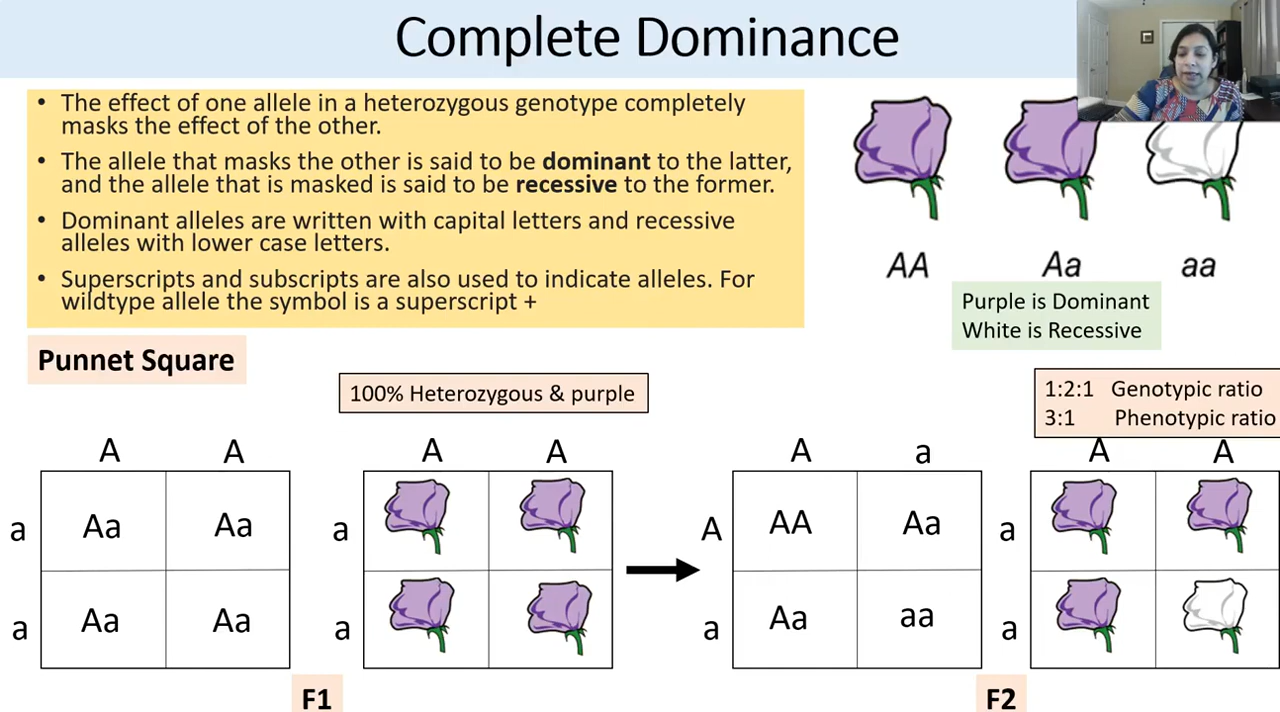 Complete Dominance
• The effect of one allele in a heterozygous genotype completely
masks the effect of the other.
• The allele that masks the other is said to be dominant to the latter,
and the allele that is masked is said to be recessive to the former.
• Dominant alleles are written with capital letters and recessive
alleles with lower case letters.
• Superscripts and subscripts are also used to indicate alleles. For
wildtype allele the symbol is a superscript +
AA Aa aa
Purple is Dominant
White is Recessive
Punnet Square
100% Heterozygous & purple
1:2:1 Genotypic ratio
3:1 Phenotypic ratio
A A
a Aa Aa
a Aa Aa
A A
a
a
F1
A a
A AA Aa
a Aa aa
A A
a
a
F2